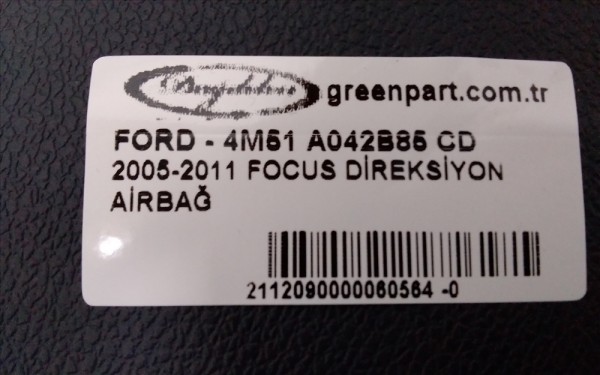 greenpart.com.tr
FORD - 4M51 A042B85 CD
2005-2011 FOCUS DİREKSİYON
AİRBAĞ
2112090000060564 -0